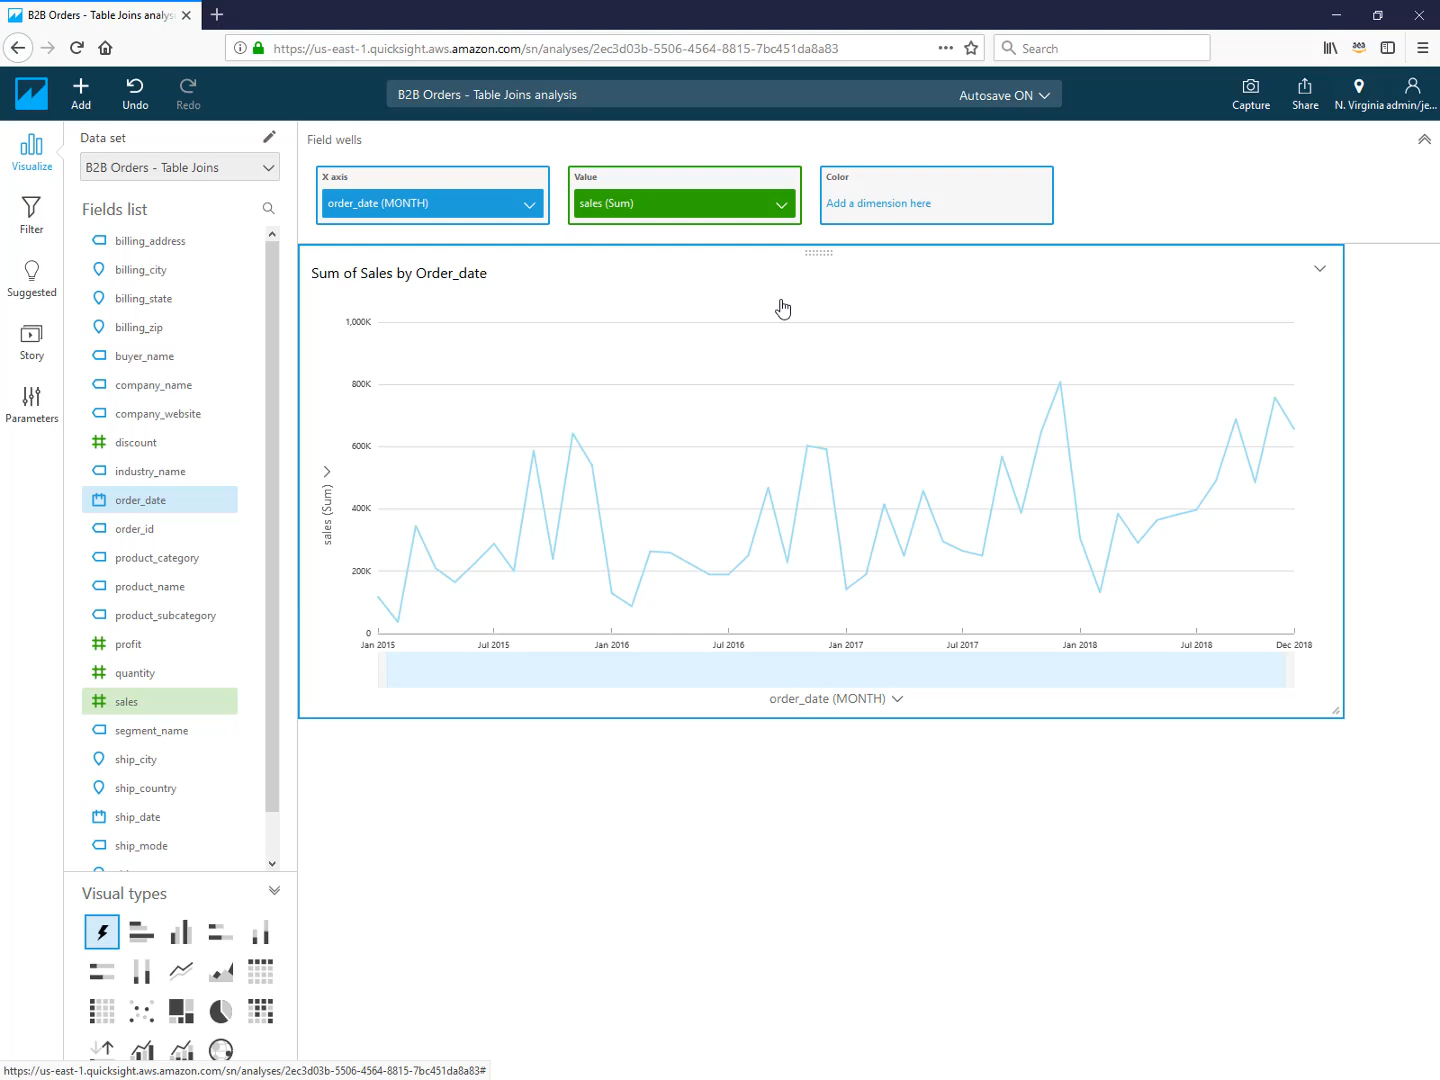 B2B Orders - Table Joins analys
https://us-east-1.quicksight.aws.amazon.com/sn/analyses/2ec3d03b-5506-4564-8815-7bc451da8a83
Search
Add
Undo
Redo
B2B Orders - Table Joins analysis
Autosave ON
Capture
Share
N. Virginia
admin/je...
Visualize
Filter
Suggested
Story
Parameters
Data set
B2B Orders - Table Joins
Fields list
billing_address
billing_city
billing_state
billing_zip
buyer_name
company_name
company_website
discount
industry_name
order_date
order_id
product_category
product_name
product_subcategory
profit
quantity
sales
segment_name
ship_city
ship_country
ship_date
ship_mode
Visual types
Field wells
X axis
order_date (MONTH)
Value
sales (Sum)
Color
Add a dimension here
Sum of Sales by Order_date
1,000K
800K
600K
400K
200K
0
sales (Sum)
Jan 2015
Jul 2015
Jan 2016
Jul 2016
Jan 2017
Jul 2017
Jan 2018
Jul 2018
Dec 2018
order_date (MONTH)
https://us-east-1.quicksight.aws.amazon.com/sn/analyses/2ec3d03b-5506-4564-8815-7bc451da8a83#